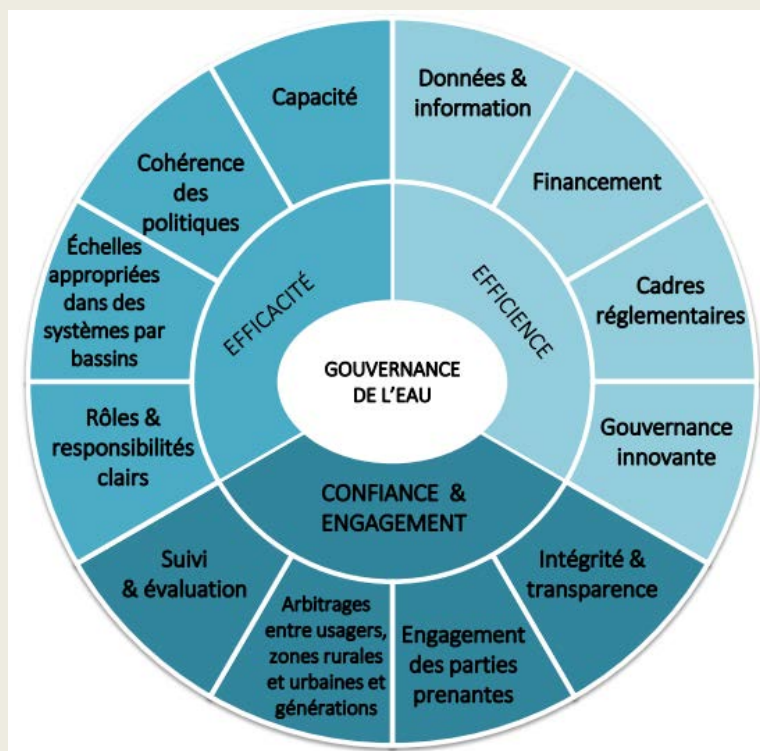 Capacité
Données &
information
Cohérence
des
politiques
Financement
Échelles
appropriées
dans des
systèmes par
bassins
Cadres
réglementaires
EFFICACITÉ
EFFICIENCE
GOUVERNANCE
DE L’EAU
Rôles &
responsibilités
clairs
Gouvernance
innovante
CONFIANCE &
ENGAGEMENT
Suivi
& évaluation
Arbitrages
entre usagers,
zones rurales
et urbaines et
générations
Engagement
des parties
prenantes
Intégrité &
transparence